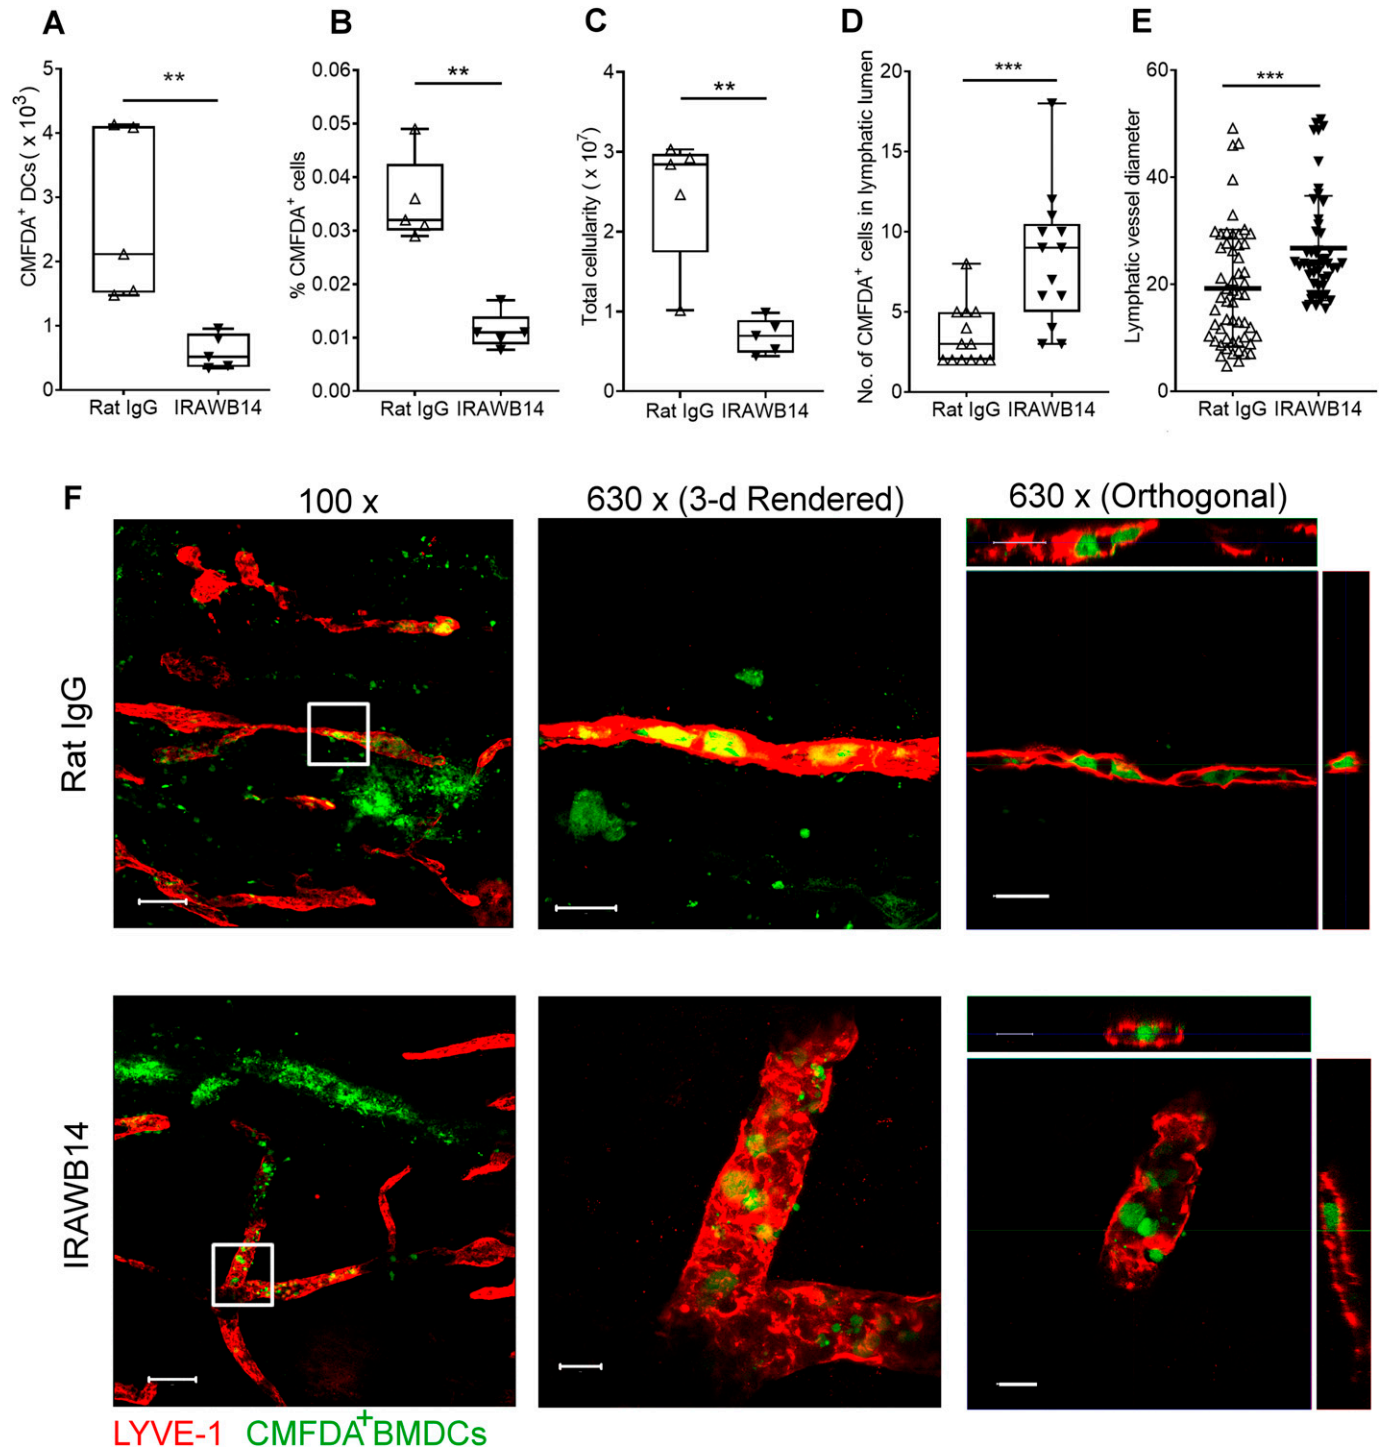 A
B
C
D
E
CMFDA⁺ DCs ( x 10³)
5
4
3
2
1
0
**
Rat IgG
IRAWB14
% CMFDA⁺ cells
0.06
0.05
0.04
0.03
0.02
0.01
0.00
**
Rat IgG
IRAWB14
Total cellularity ( x 10⁷)
4
3
2
1
0
**
Rat IgG
IRAWB14
No. of CMFDA⁺ cells in lymphatic lumen
20
15
10
5
0
***
Rat IgG
IRAWB14
Lymphatic vessel diameter
60
40
20
0
***
Rat IgG
IRAWB14
F
100 x
630 x (3-d Rendered)
630 x (Orthogonal)
Rat IgG
IRAWB14
LYVE-1
CMFDA⁺BMDCs